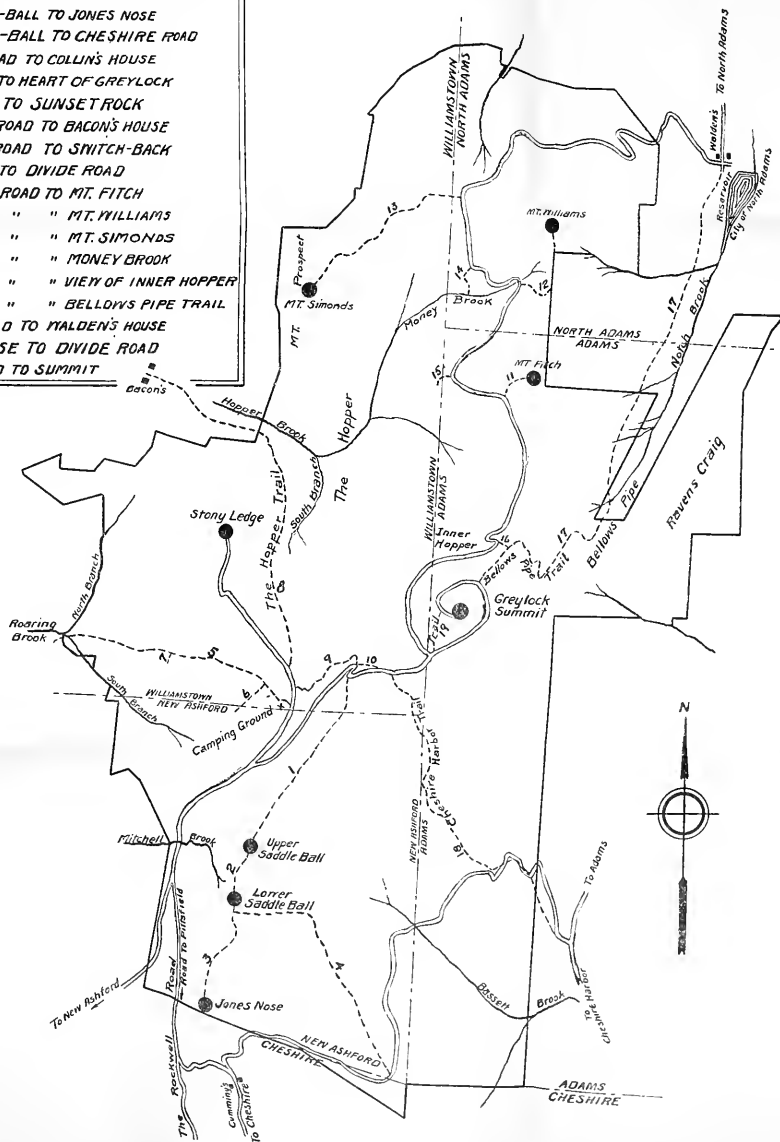 -BALL TO JONES NOSE
-BALL TO CHESHIRE ROAD
AD TO COLLIN'S HOUSE
TO HEART OF GREYLOCK
TO SUNSET ROCK
ROAD TO BACON'S HOUSE
ROAD TO SWITCH-BACK
TO DIVIDE ROAD
ROAD TO MT. FITCH
" " MT. WILLIAMS
" " MT. SIMONDS
" " MONEY BROOK
" " VIEW OF INNER HOPPER
" " BELLOWS PIPE TRAIL
D TO WALDEN'S HOUSE
SE TO DIVIDE ROAD
D TO SUMMIT
WILLIAMSTOWN
NORTH ADAMS
To North Adams
Walden's
Reservoir
City of North Adams
13
Mt. Williams
Prospect
MT.
MT. Simonds
14
12
Money Brook
17
Notch Brook
NORTH ADAMS
ADAMS
15
11
MT Fitch
Bacon's
Hopper Brook
The Hopper
South Branch
WILLIAMSTOWN
ADAMS
Ravens Craig
Stony Ledge
The Hopper Trail
8
Inner
Hopper
16
Bellows Pipe Trail
17
Bellows Pipe
Greylock
Summit
Trail
19
North Branch
Roaring
Brook
7
5
9
10
6
South Branch
WILLIAMSTOWN
NEW ASHFORD
Camping Ground
Cheshire Harbor Trail
Cheshire Harbor
18
N
1
NEW ASHFORD
ADAMS
Mitchell Brook
Upper
Saddle Ball
2
Lower
Saddle Ball
3
4
To Adams
Road
Road to Pittsfield
To New Ashford
Jones Nose
Bassett Brook
To
Cheshire Harbor
NEW ASHFORD
CHESHIRE
The Rockwell
Cumming's
To Cheshire
ADAMS
CHESHIRE